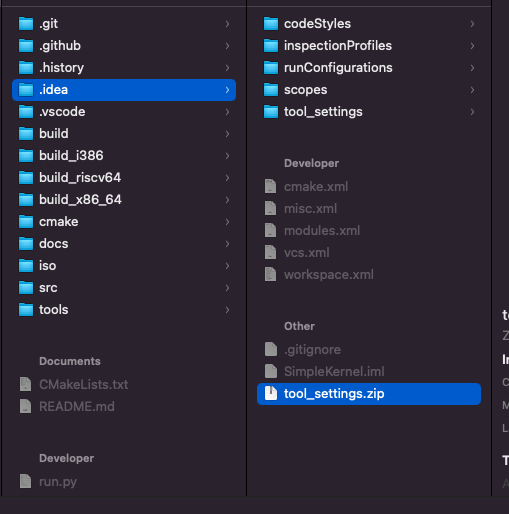 .git
.github
.history
.idea
.vscode
build
build_i386
build_riscv64
build_x86_64
cmake
docs
iso
src
tools
Documents
CMakeLists.txt
README.md
Developer
run.py
codeStyles
inspectionProfiles
runConfigurations
scopes
tool_settings
Developer
cmake.xml
misc.xml
modules.xml
vcs.xml
workspace.xml
Other
.gitignore
SimpleKernel.iml
tool_settings.zip